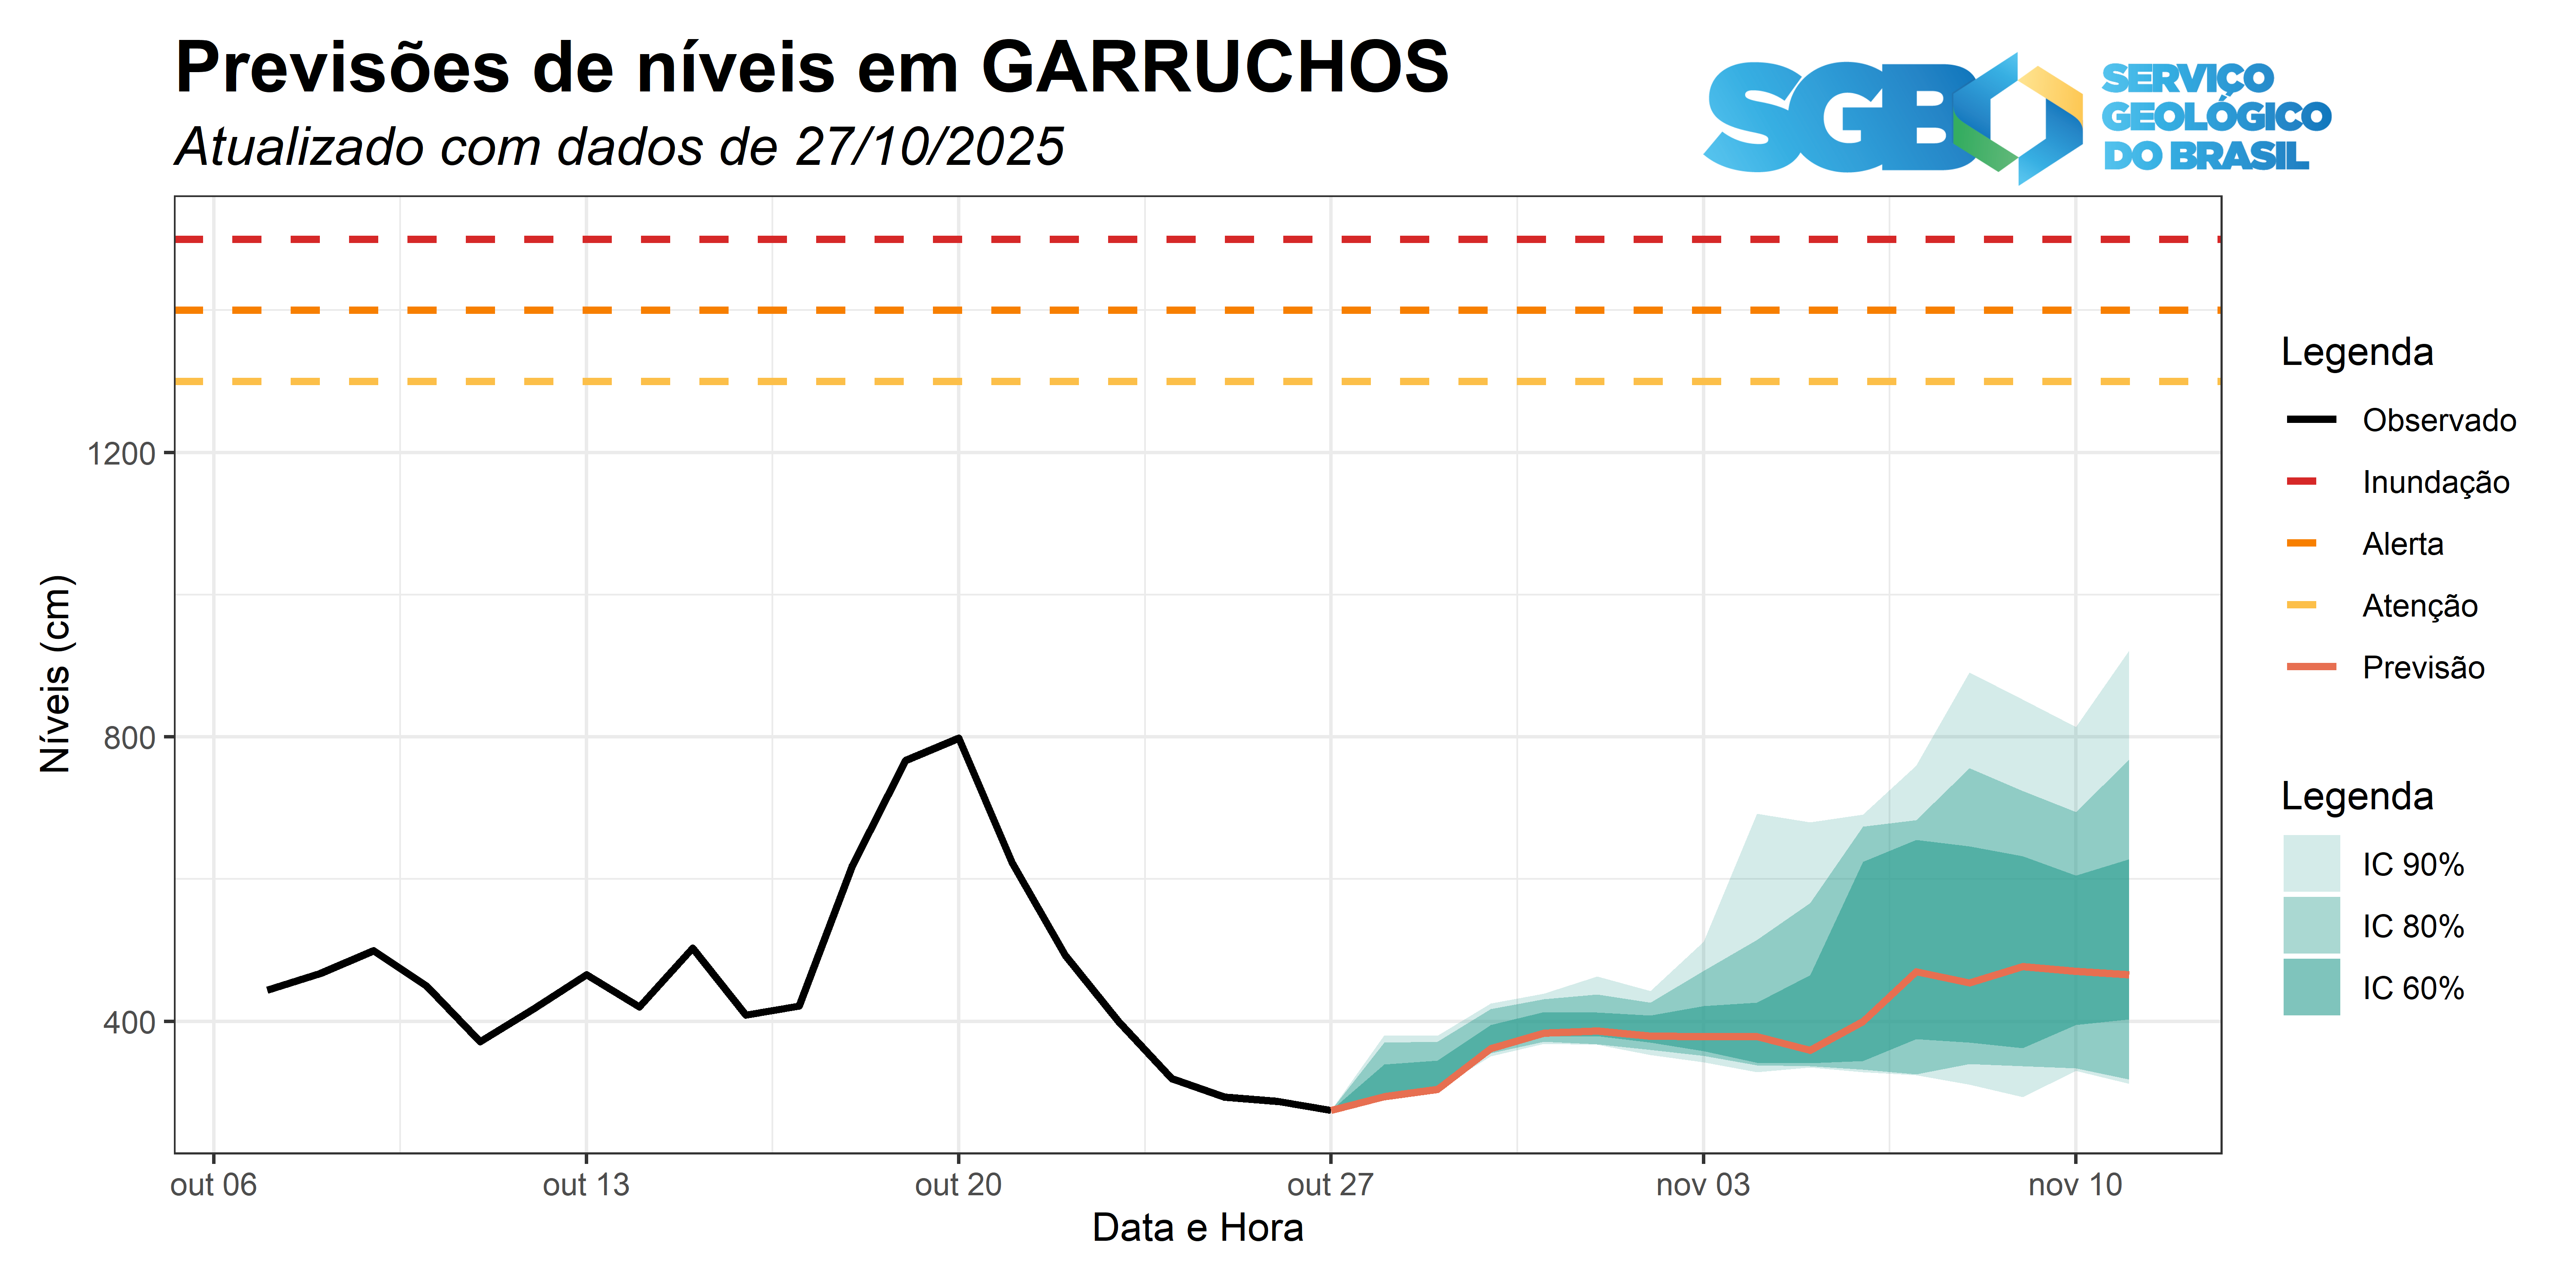 Previsões de níveis em GARRUCHOS
Atualizado com dados de 27/10/2025
SGB
SERVIÇO
GEOLÓGICO
DO BRASIL
Níveis (cm)
1200
800
400
out 06
out 13
out 20
out 27
nov 03
nov 10
Data e Hora
Legenda
Observado
Inundação
Alerta
Atenção
Previsão
Legenda
IC 90%
IC 80%
IC 60%